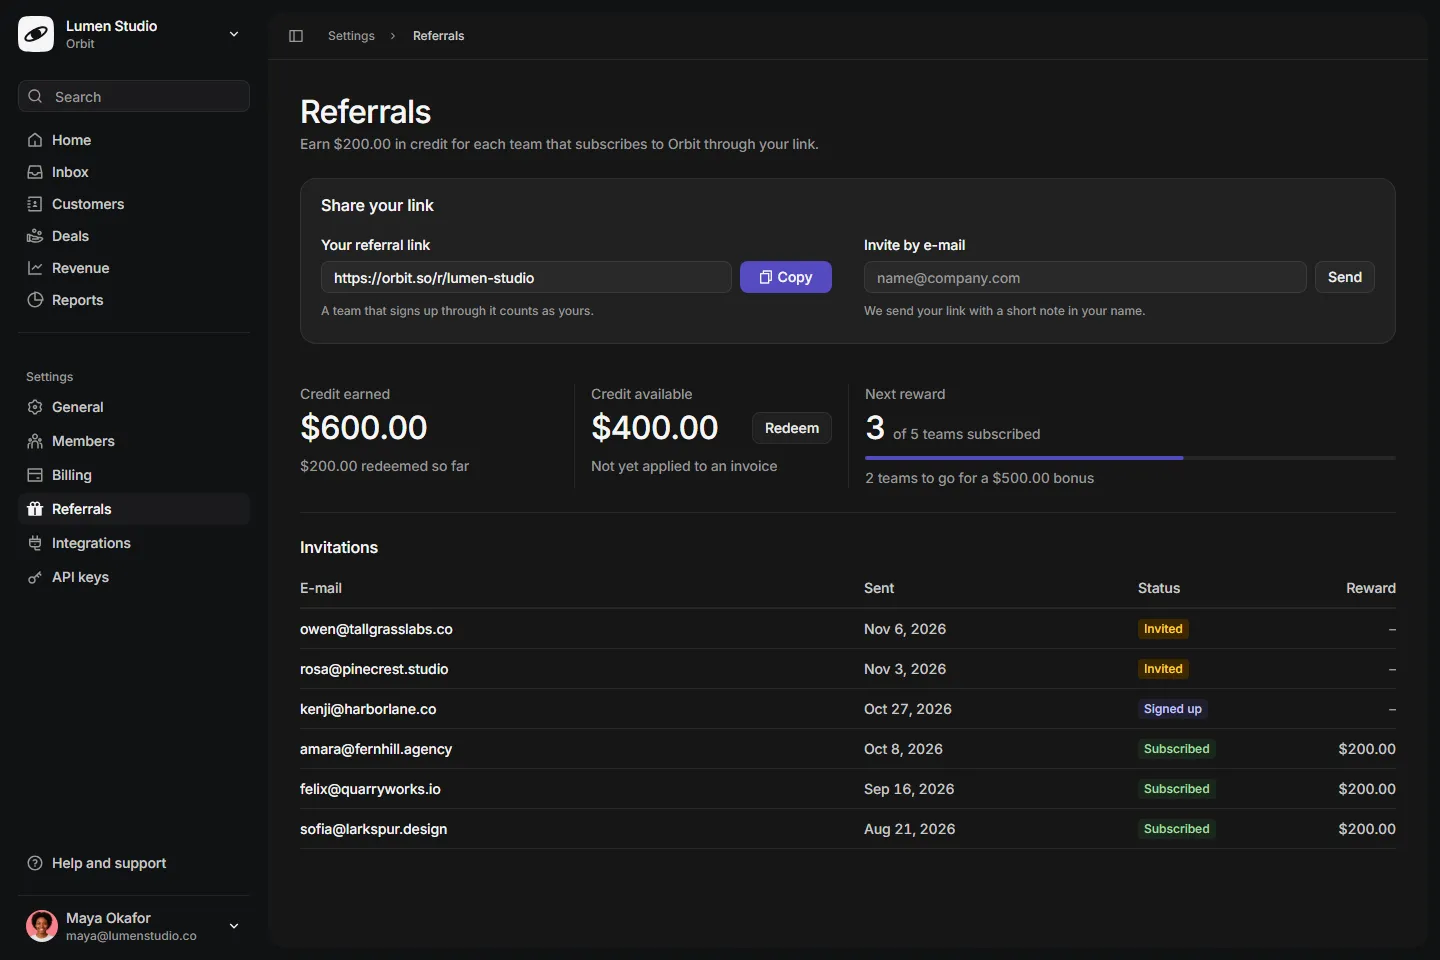 Lumen Studio
Orbit
Search
Home
Inbox
Customers
Deals
Revenue
Reports
Settings
General
Members
Billing
Referrals
Integrations
API keys
Help and support
Maya Okafor
maya@lumenstudio.co
Settings > Referrals
Referrals
Earn $200.00 in credit for each team that subscribes to Orbit through your link.
Share your link
Your referral link
https://orbit.so/r/lumen-studio
Copy
A team that signs up through it counts as yours.
Invite by e-mail
name@company.com
Send
We send your link with a short note in your name.
Credit earned
$600.00
$200.00 redeemed so far
Credit available
$400.00
Redeem
Not yet applied to an invoice
Next reward
3 of 5 teams subscribed
2 teams to go for a $500.00 bonus
Invitations
E-mail Sent Status Reward
owen@tallgrasslabs.co Nov 6, 2026 Invited –
rosa@pinecrest.studio Nov 3, 2026 Invited –
kenji@harborlane.co Oct 27, 2026 Signed up –
amara@fernhill.agency Oct 8, 2026 Subscribed $200.00
felix@quarryworks.io Sep 16, 2026 Subscribed $200.00
sofia@larkspur.design Aug 21, 2026 Subscribed $200.00